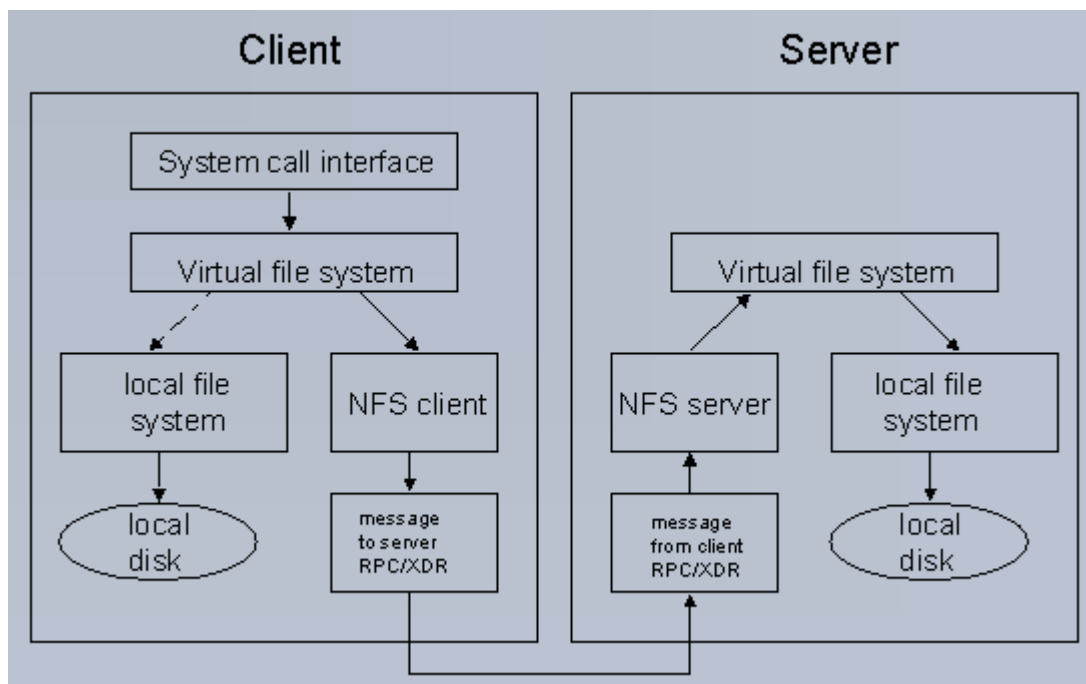 Client
Server
System call interface
Virtual file system
Virtual file system
local file
system
NFS client
NFS server
local file
system
local
disk
message
to server
RPC/XDR
message
from client
RPC/XDR
local
disk